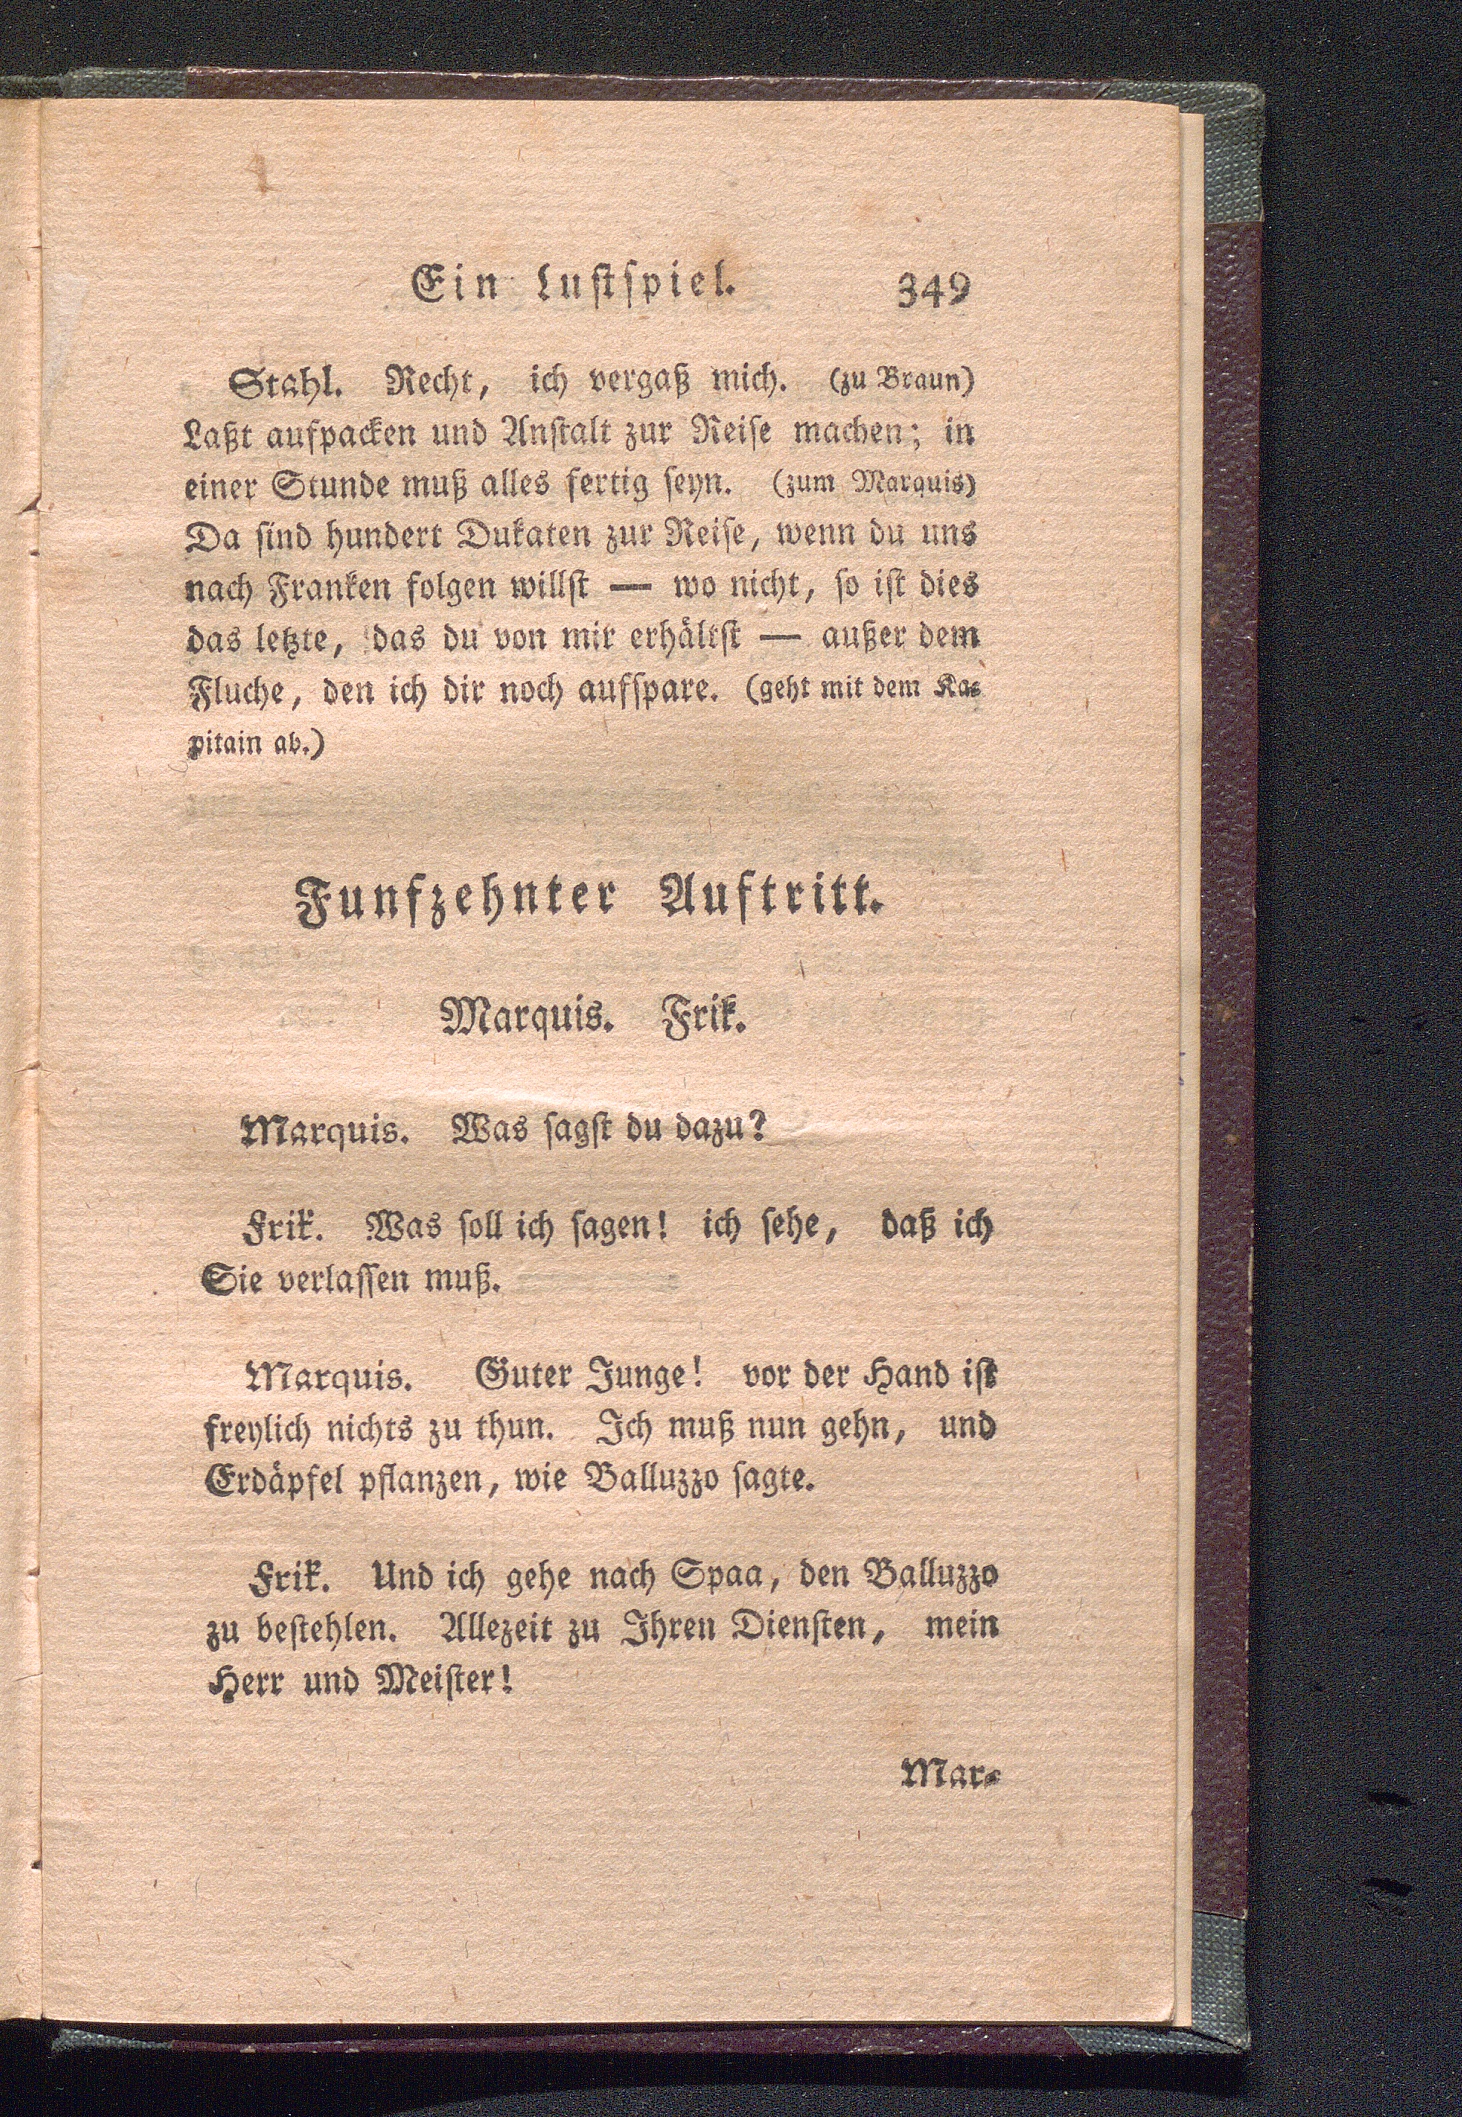 Ein Lustspiel. 349
Stahl. Recht, ich vergaß mich. (zu Braun)
Laßt aufpacken und Anstalt zur Reise machen; in
einer Stunde muß alles fertig seyn. (zum Marquis)
Da sind hundert Dukaten zur Reise, wenn du uns
nach Franken folgen willst — wo nicht, so ist dies
das letzte, das du von mir erhältst — außer dem
Fluche, den ich dir noch aufspare. (geht mit dem Ka-
pitain ab.)
Funfzehnter Auftritt.
Marquis. Frik.
Marquis. Was sagst du dazu?
Frik. Was soll ich sagen! ich sehe, daß ich
Sie verlassen muß.
Marquis. Guter Junge! vor der Hand ist
freylich nichts zu thun. Ich muß nun gehn, und
Erdäpfel pflanzen, wie Balluzzo sagte.
Frik. Und ich gehe nach Spaa, den Balluzzo
zu bestehlen. Allezeit zu Ihren Diensten, mein
Herr und Meister!
Mar-